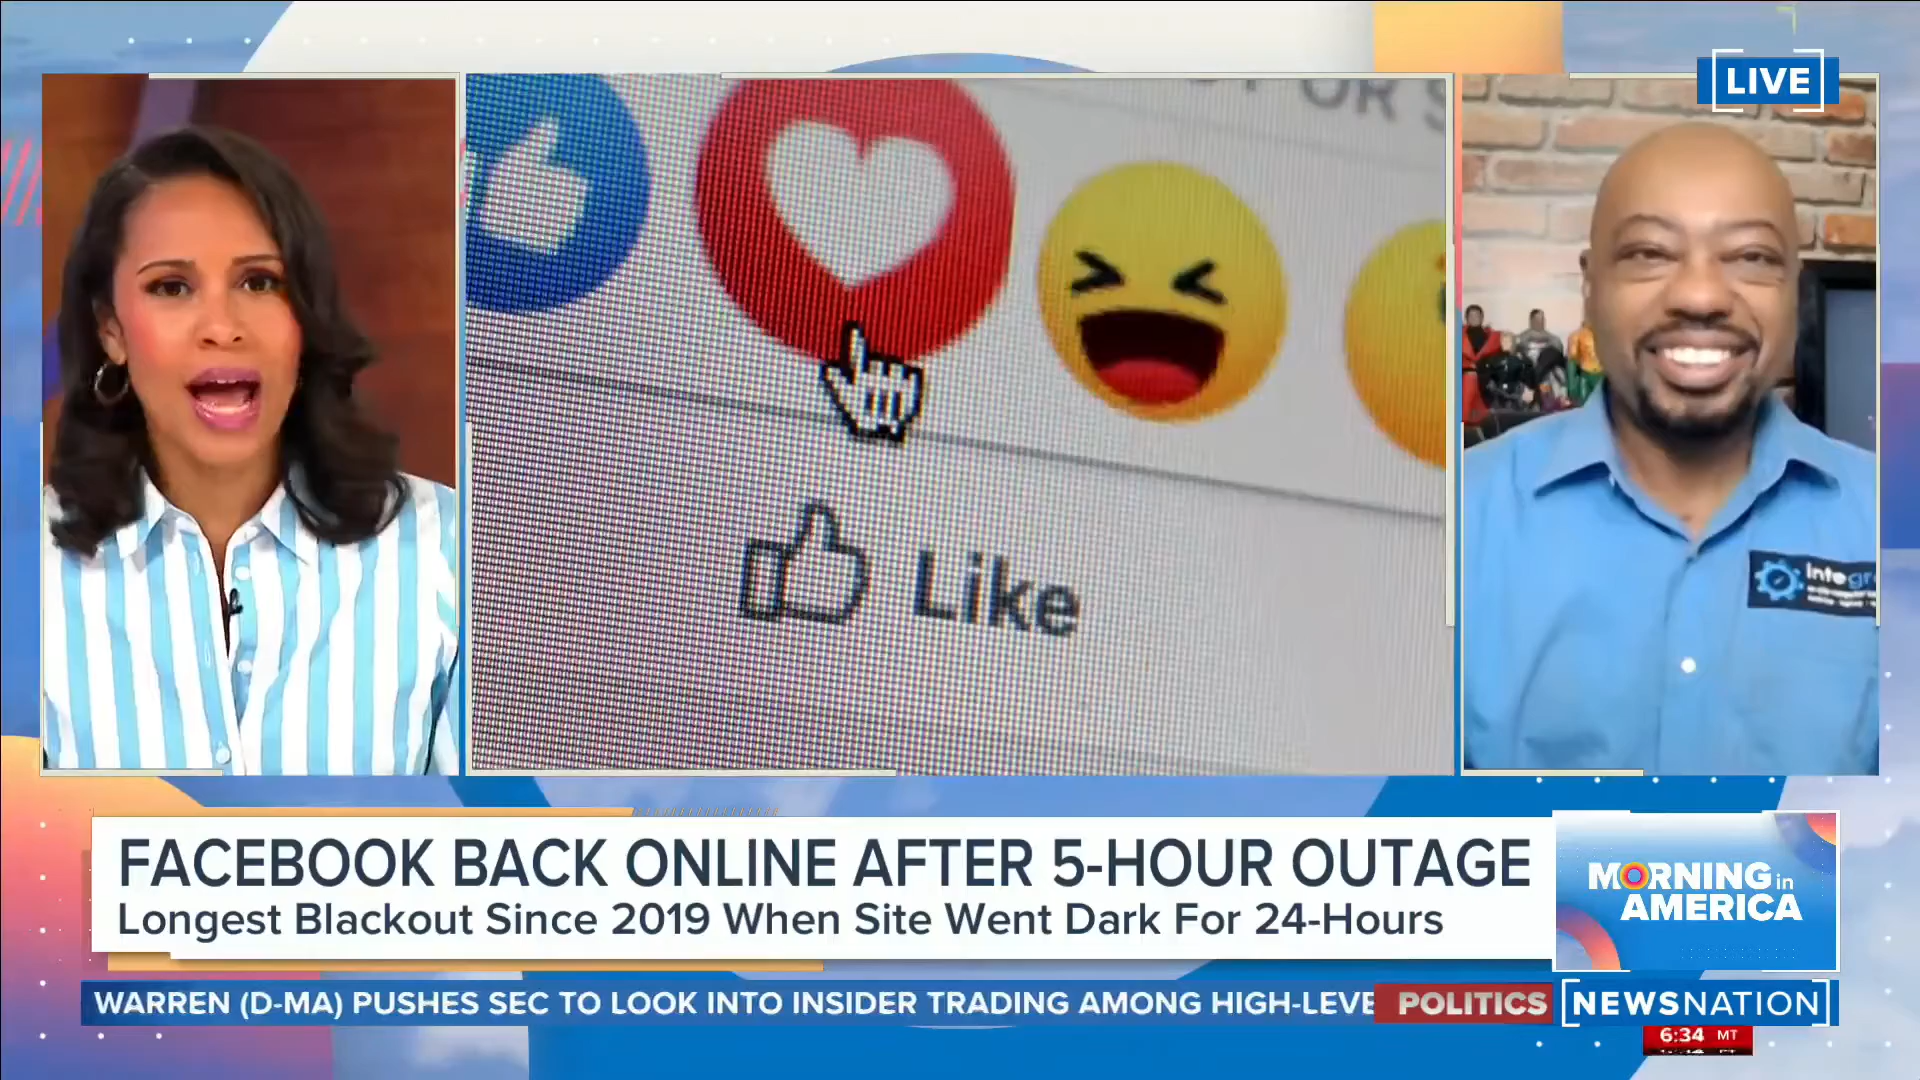 LIVE
T OR S
Like
integr
FACEBOOK BACK ONLINE AFTER 5-HOUR OUTAGE
Longest Blackout Since 2019 When Site Went Dark For 24-Hours
MORNING in
AMERICA
WARREN (D-MA) PUSHES SEC TO LOOK INTO INSIDER TRADING AMONG HIGH-LEVE
POLITICS
NEWSNATION
6:34 MT